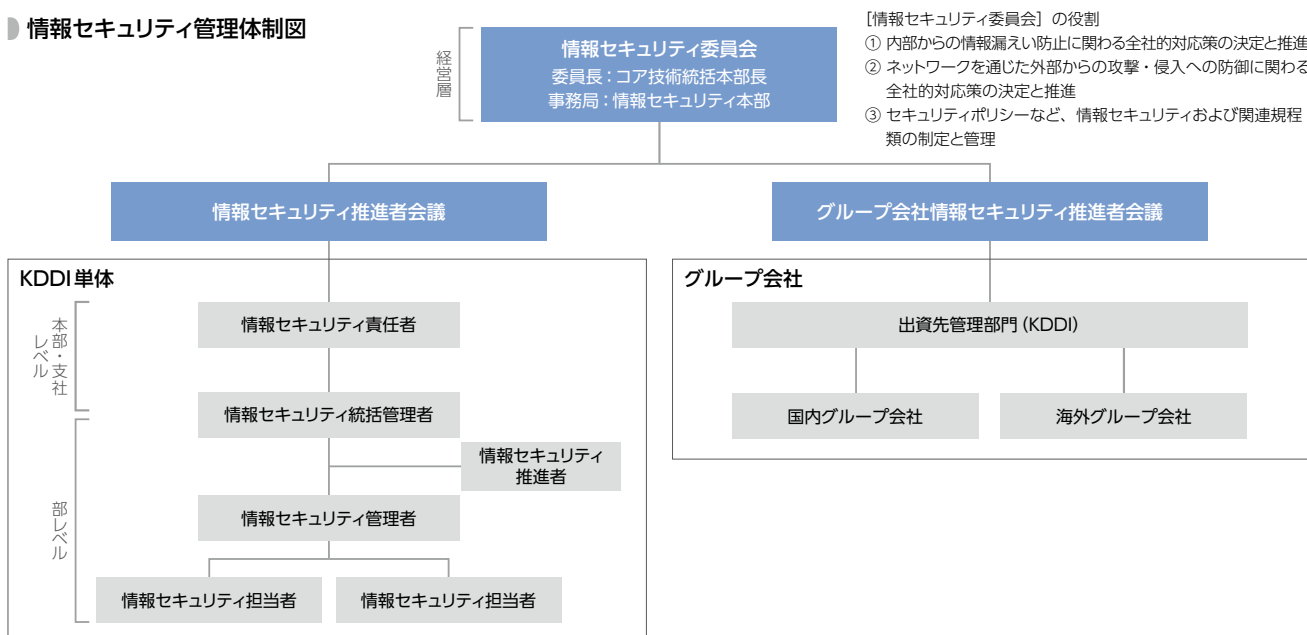 情報セキュリティ管理体制図
経営層
情報セキュリティ委員会
委員長：コア技術統括本部長
事務局：情報セキュリティ本部
［情報セキュリティ委員会］の役割
① 内部からの情報漏えい防止に関わる全社的対応策の決定と推進
② ネットワークを通じた外部からの攻撃・侵入への防御に関わる
全社的対応策の決定と推進
③ セキュリティポリシーなど、情報セキュリティおよび関連規程
類の制定と管理
情報セキュリティ推進者会議
グループ会社情報セキュリティ推進者会議
KDDI単体
本部・支社
レベル
情報セキュリティ責任者
情報セキュリティ統括管理者
情報セキュリティ
推進者
部レベル
情報セキュリティ管理者
情報セキュリティ担当者
情報セキュリティ担当者
グループ会社
出資先管理部門（KDDI）
国内グループ会社
海外グループ会社